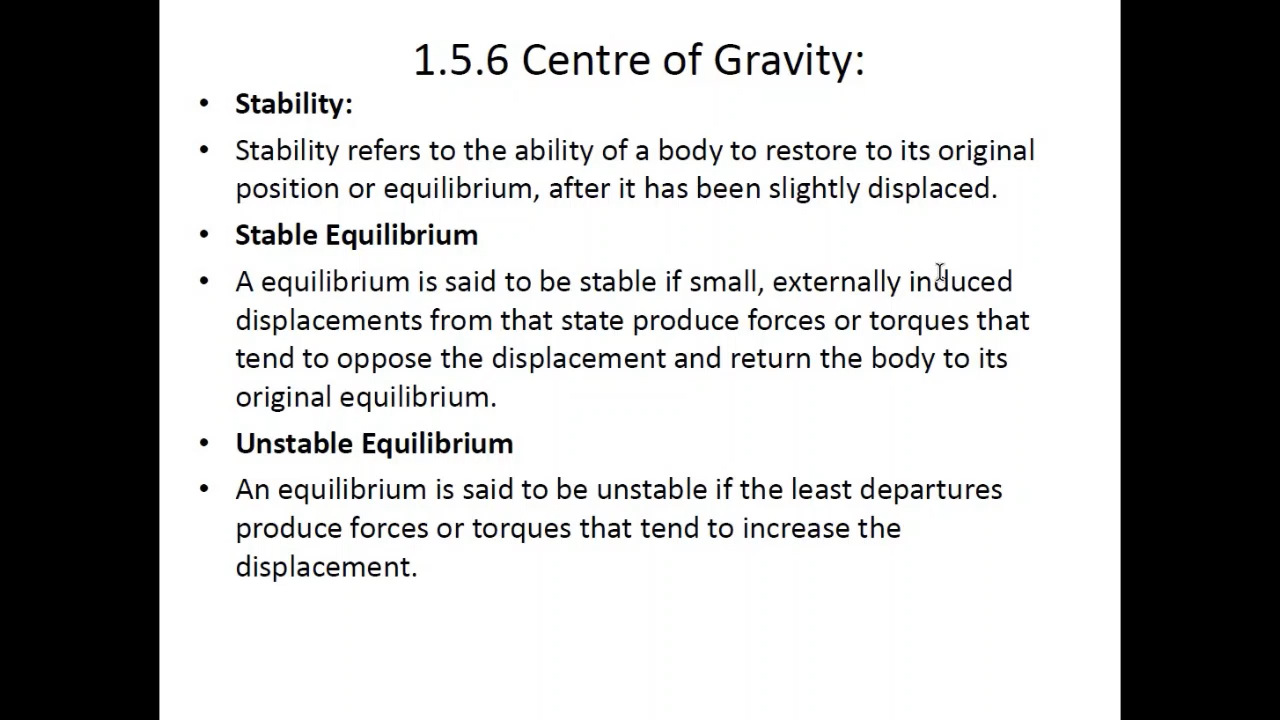 1.5.6 Centre of Gravity:
• Stability:
• Stability refers to the ability of a body to restore to its original
position or equilibrium, after it has been slightly displaced.
• Stable Equilibrium
• A equilibrium is said to be stable if small, externally induced
displacements from that state produce forces or torques that
tend to oppose the displacement and return the body to its
original equilibrium.
• Unstable Equilibrium
• An equilibrium is said to be unstable if the least departures
produce forces or torques that tend to increase the
displacement.